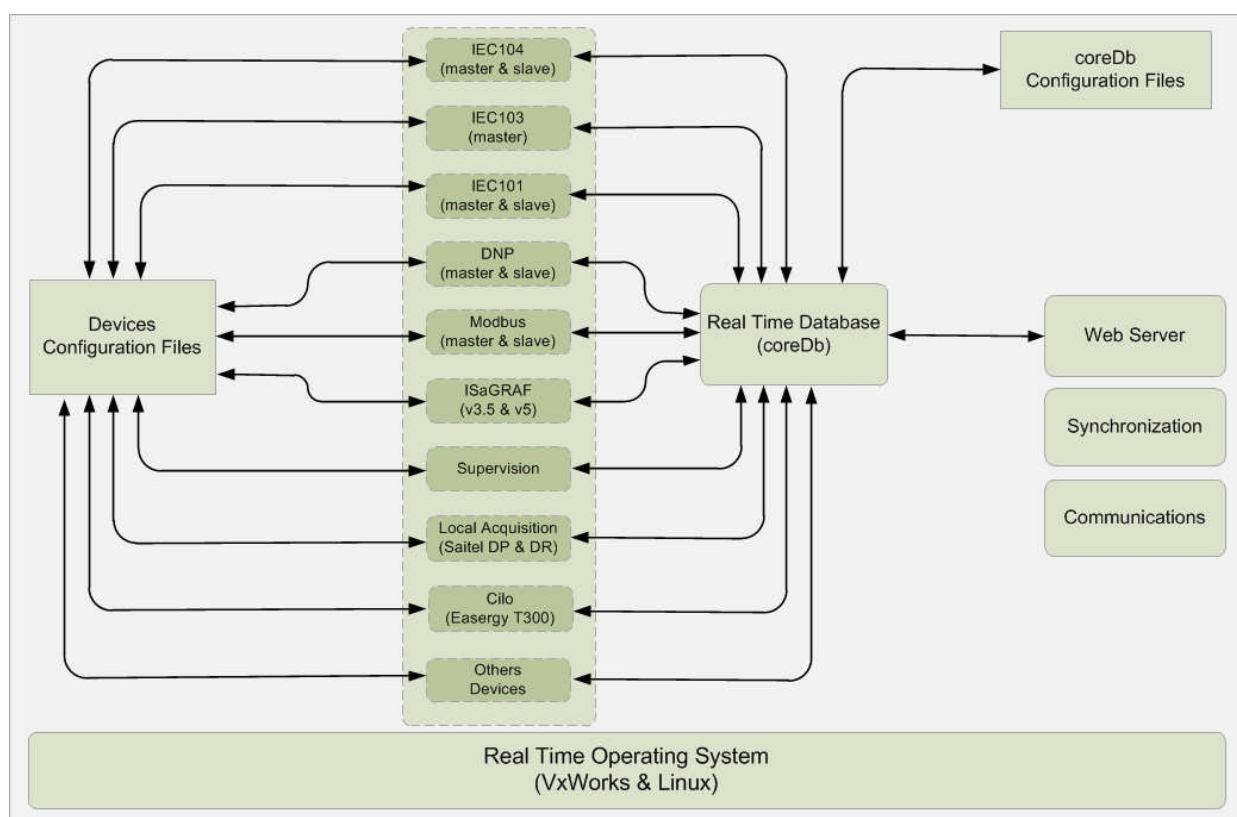 IEC104
(master & slave)
coreDb
Configuration Files
IEC103
(master)
IEC101
(master & slave)
DNP
(master & slave)
Devices
Configuration Files
Modbus
(master & slave)
Real Time Database
(coreDb)
Web Server
ISaGRAF
(v3.5 & v5)
Synchronization
Supervision
Communications
Local Acquisition
(Saitel DP & DR)
Cilo
(Easergy T300)
Others
Devices
Real Time Operating System
(VxWorks & Linux)